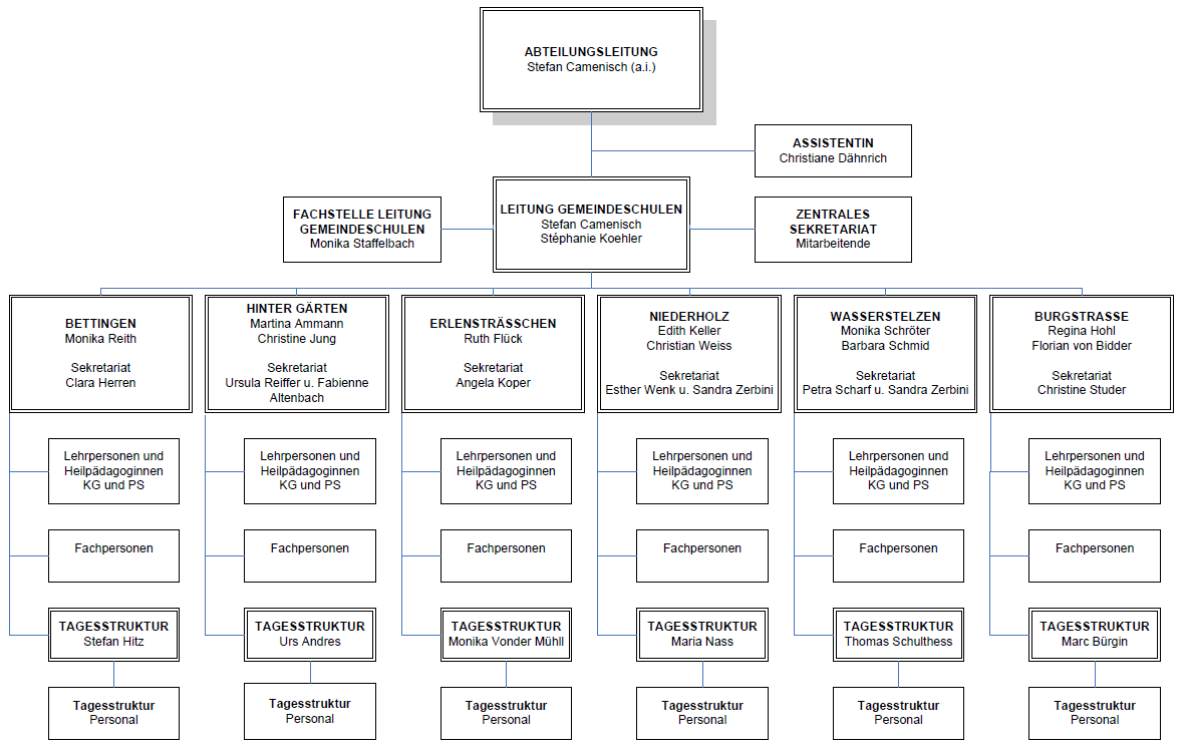 ABTEILUNGSLEITUNG
Stefan Camenisch (a.i.)
ASSISTENTIN
Christiane Dähnrich
FACHSTELLE LEITUNG
GEMEINDESCHULEN
Monika Staffelbach
LEITUNG GEMEINDESCHULEN
Stefan Camenisch
Stéphanie Koehler
ZENTRALES
SEKRETARIAT
Mitarbeitende
BETTINGEN
Monika Reith
Sekretariat
Clara Herren
HINTER GÄRTEN
Martina Ammann
Christine Jung
Sekretariat
Ursula Reiffer u. Fabienne
Altenbach
ERLENSTRÄSSCHEN
Ruth Flück
Sekretariat
Angela Koper
NIEDERHOLZ
Edith Keller
Christian Weiss
Sekretariat
Esther Wenk u. Sandra Zerbini
WASSERSTELZEN
Monika Schröter
Barbara Schmid
Sekretariat
Petra Scharf u. Sandra Zerbini
BURGSTRASSE
Regina Hohl
Florian von Bidder
Sekretariat
Christine Studer
Lehrpersonen und
Heilpädagoginnen
KG und PS
Lehrpersonen und
Heilpädagoginnen
KG und PS
Lehrpersonen und
Heilpädagoginnen
KG und PS
Lehrpersonen und
Heilpädagoginnen
KG und PS
Lehrpersonen und
Heilpädagoginnen
KG und PS
Lehrpersonen und
Heilpädagoginnen
KG und PS
Fachpersonen
Fachpersonen
Fachpersonen
Fachpersonen
Fachpersonen
Fachpersonen
TAGESSTRUKTUR
Stefan Hitz
TAGESSTRUKTUR
Urs Andres
TAGESSTRUKTUR
Monika Vonder Mühll
TAGESSTRUKTUR
Maria Nass
TAGESSTRUKTUR
Thomas Schulthess
TAGESSTRUKTUR
Marc Bürgin
Tagesstruktur
Personal
Tagesstruktur
Personal
Tagesstruktur
Personal
Tagesstruktur
Personal
Tagesstruktur
Personal
Tagesstruktur
Personal